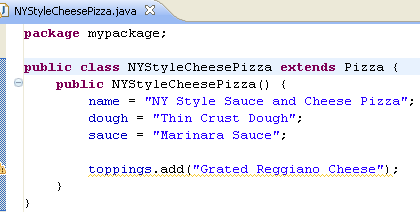 NYStyleCheesePizza.java
package mypackage;
public class NYStyleCheesePizza extends Pizza {
public NYStyleCheesePizza() {
name = "NY Style Sauce and Cheese Pizza";
dough = "Thin Crust Dough";
sauce = "Marinara Sauce";
toppings.add("Grated Reggiano Cheese");
}
}